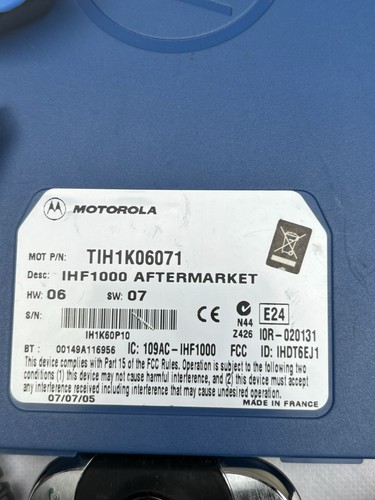 MOTOROLA
MOT P/N: TIH1K06071
Desc: IHF1000 AFTERMARKET
HW: 06 SW: 07
S/N:
IH1K60P10
CE N44 Z426 E24 IOR-020131
BT : 00149A116956 IC: 109AC-IHF1000 FCC ID: IHDT6EJ1
This device complies with Part 15 of the FCC Rules. Operation is subject to the following two
conditions (1) this device may not cause harmful interference, and (2) this device must accept
any interference received including interference that may cause undesired operation.
07/07/05 MADE IN FRANCE